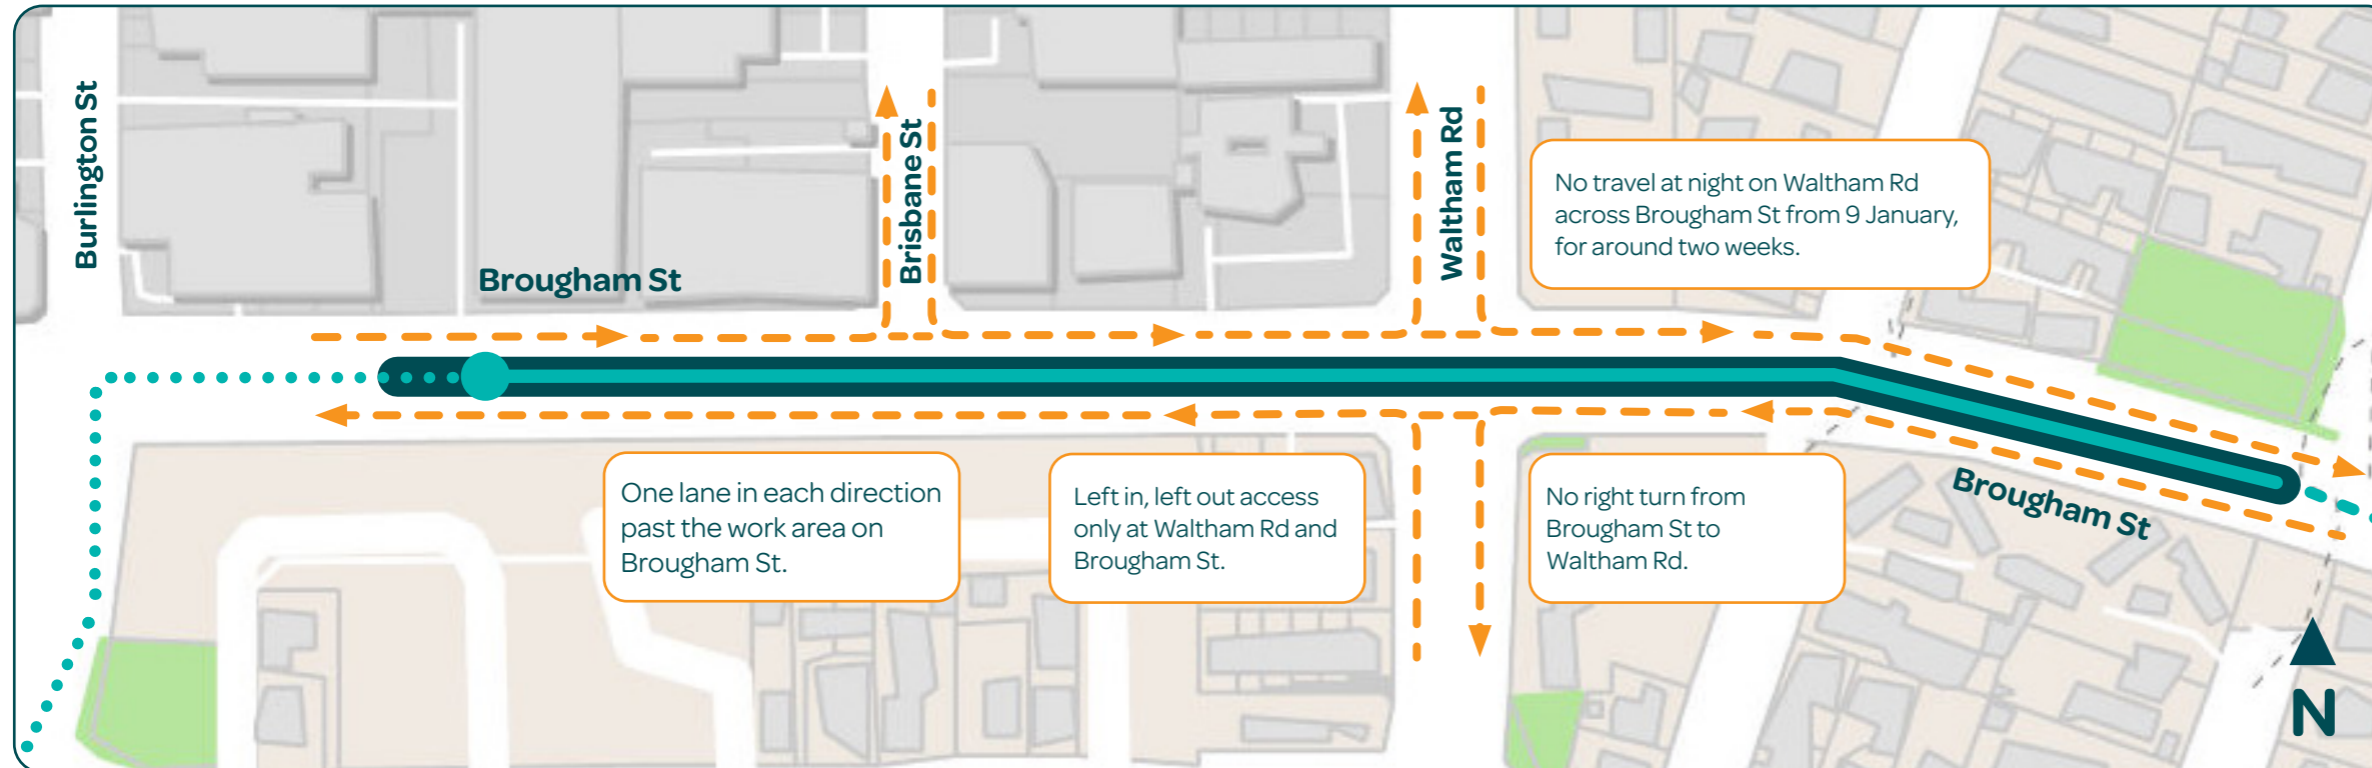 Burlington St
Brougham St
Brisbane St
Waltham Rd
No travel at night on Waltham Rd
across Brougham St from 9 January,
for around two weeks.
One lane in each direction
past the work area on
Brougham St.
Left in, left out access
only at Waltham Rd and
Brougham St.
No right turn from
Brougham St to
Waltham Rd.
Brougham St
N